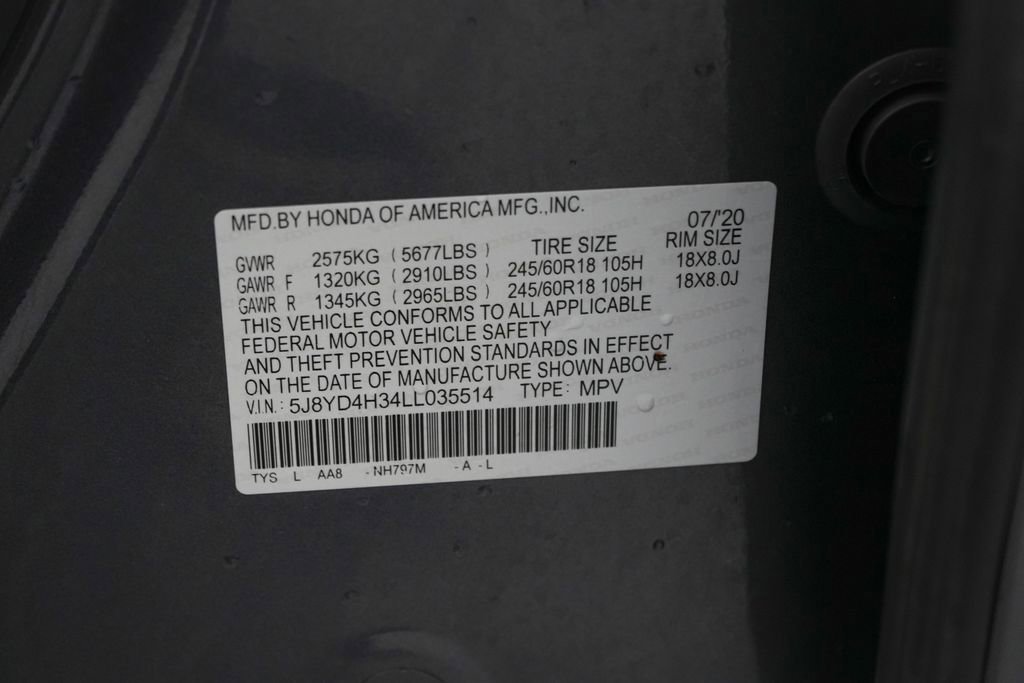 MFD.BY HONDA OF AMERICA MFG.,INC. 07/'20
GVWR 2575KG ( 5677LBS ) TIRE SIZE RIM SIZE
GAWR F 1320KG ( 2910LBS ) 245/60R18 105H 18X8.0J
GAWR R 1345KG ( 2965LBS ) 245/60R18 105H 18X8.0J
THIS VEHICLE CONFORMS TO ALL APPLICABLE
FEDERAL MOTOR VEHICLE SAFETY
AND THEFT PREVENTION STANDARDS IN EFFECT
ON THE DATE OF MANUFACTURE SHOWN ABOVE.
V.I.N.: 5J8YD4H34LL035514 TYPE: MPV
TYS L AA8 -NH797M -A -L